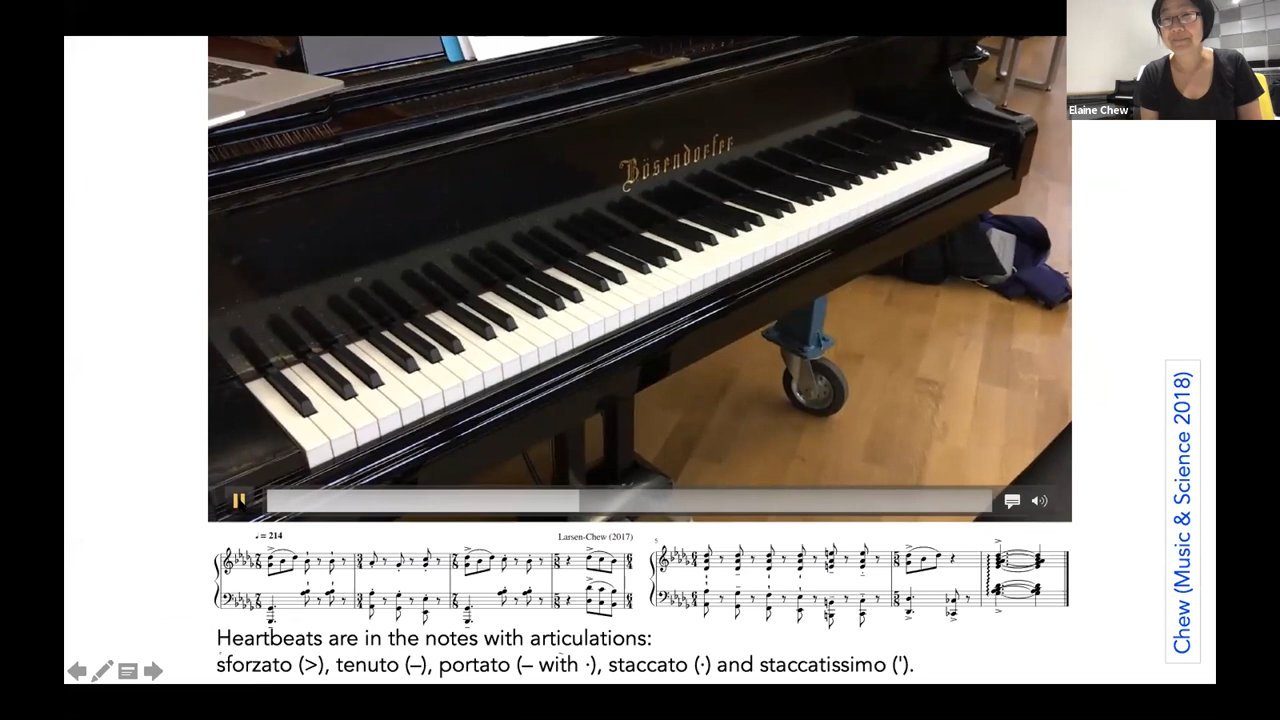 Elaine Chew
Bösendorfer
♩. = 214
Larsen-Chew (2017)
5
Heartbeats are in the notes with articulations:
sforzato (>), tenuto (–), portato (– with ·), staccato (·) and staccatissimo (').
Chew (Music & Science 2018)